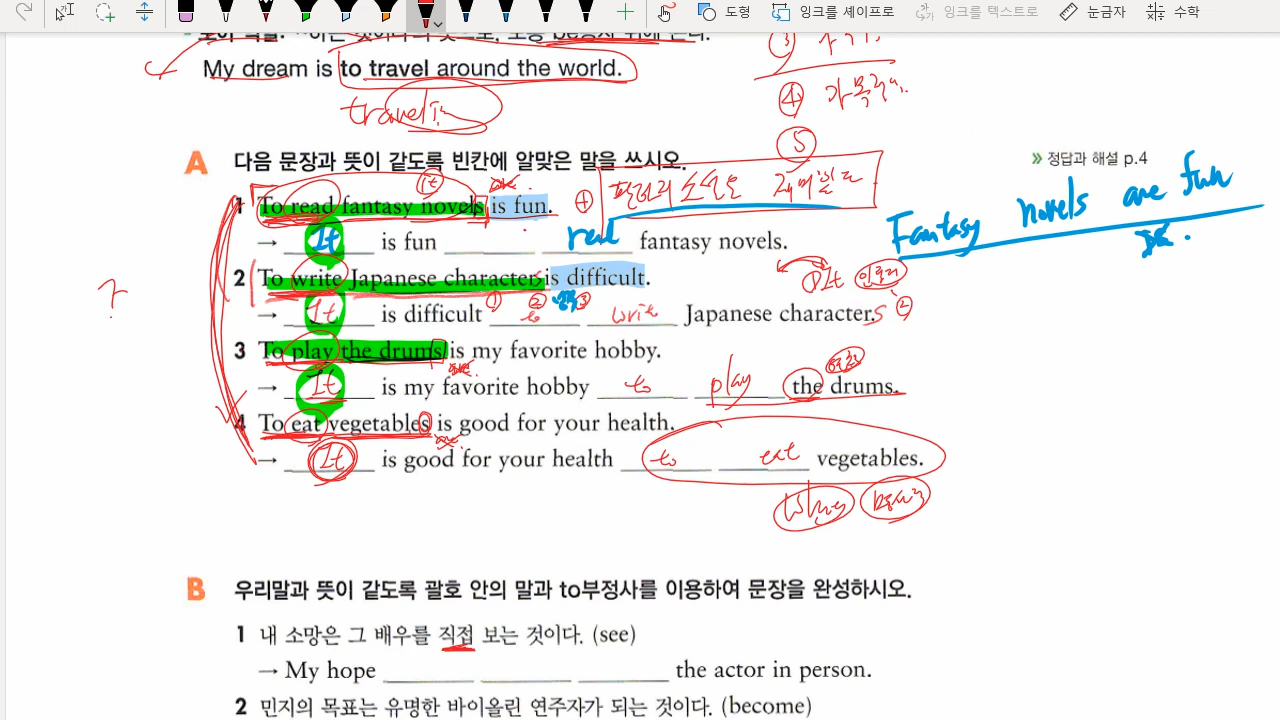 도형 잉크를 셰이프로 잉크를 텍스트로 눈금자 수학
My dream is to travel around the world.
④
⑤
A 다음 문장과 뜻이 같도록 빈칸에 알맞은 말을 쓰시오.
» 정답과 해설 p.4
It
1 To read fantasy novels is fun.
판타지 소설은 재미있다
Fantasy novels are fun
→ It is fun read fantasy novels.
2 To write Japanese characters is difficult.
① It
① ② ③
→ It is difficult to write Japanese characters
②
3 To play the drums is my favorite hobby.
→ It is my favorite hobby to play the drums.
4 To eat vegetables is good for your health.
→ It is good for your health to eat vegetables.
B 우리말과 뜻이 같도록 괄호 안의 말과 to부정사를 이용하여 문장을 완성하시오.
1 내 소망은 그 배우를 직접 보는 것이다. (see)
→ My hope the actor in person.
2 민지의 목표는 유명한 바이올린 연주자가 되는 것이다. (become)